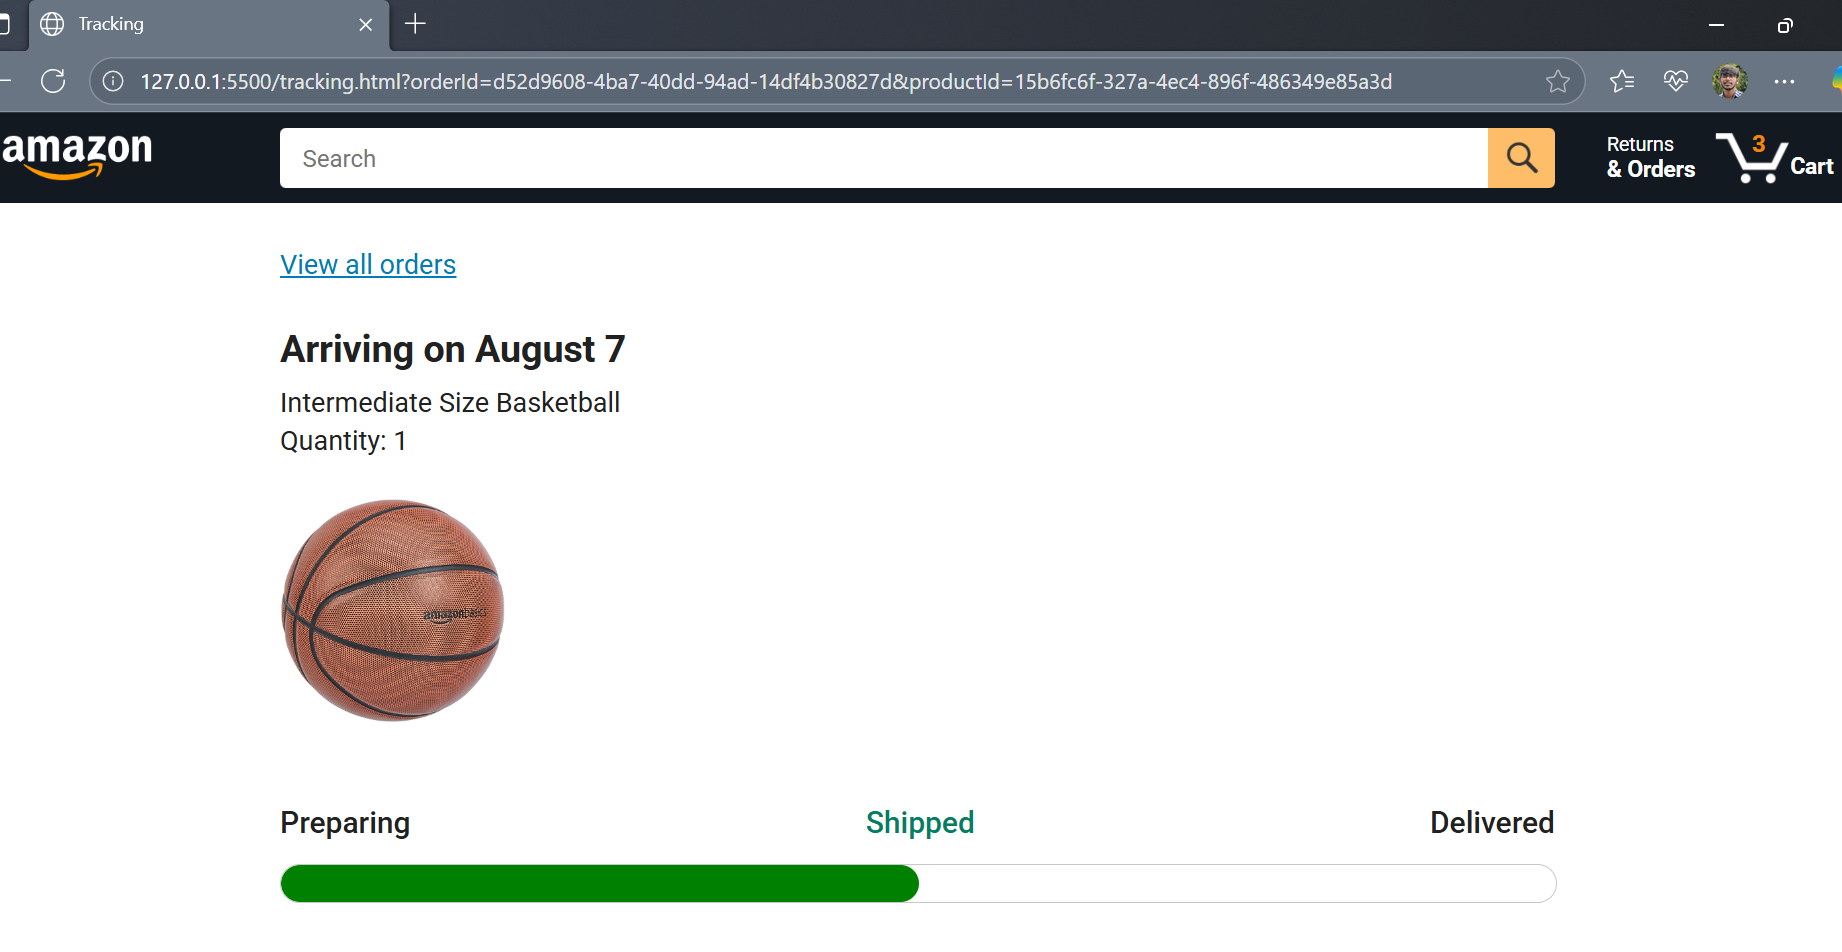 Tracking
127.0.0.1:5500/tracking.html?orderId=d52d9608-4ba7-40dd-94ad-14df4b30827d&productId=15b6fc6f-327a-4ec4-896f-486349e85a3d
amazon
Search
Returns
& Orders
3
Cart
View all orders
Arriving on August 7
Intermediate Size Basketball
Quantity: 1
amazonbasics
Preparing
Shipped
Delivered